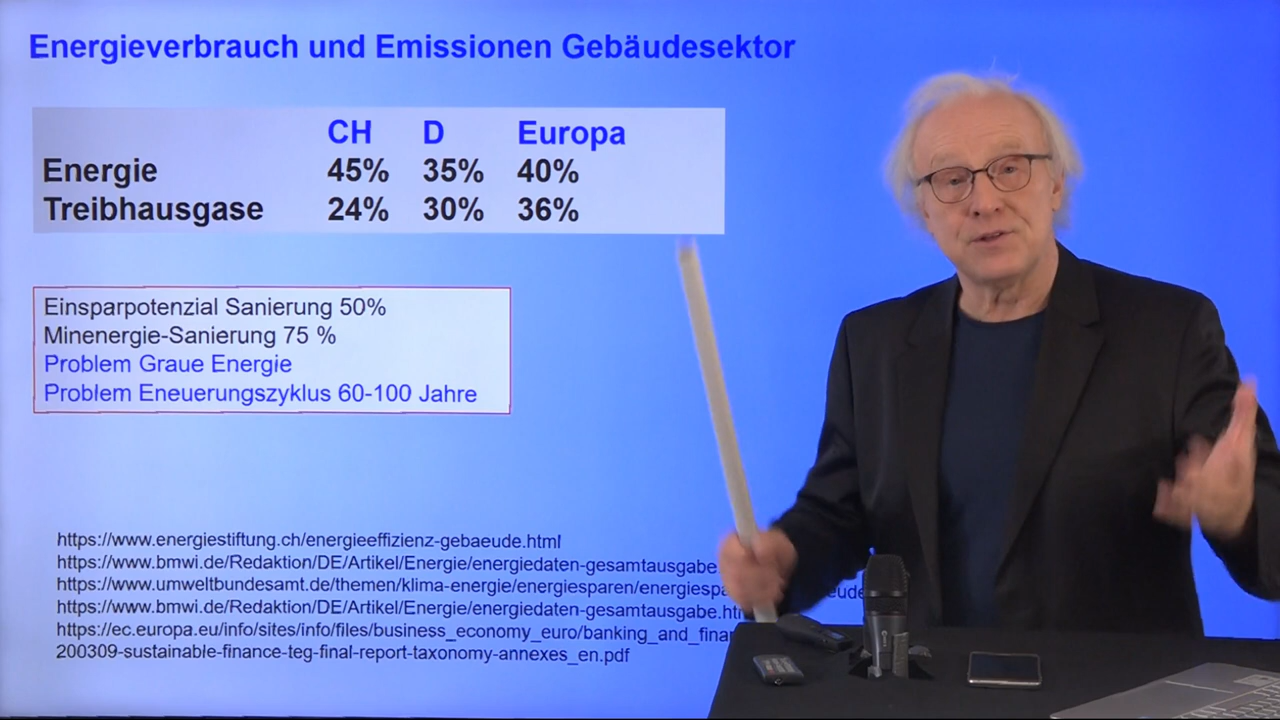 Energieverbrauch und Emissionen Gebäudesektor
CH D Europa
Energie 45% 35% 40%
Treibhausgase 24% 30% 36%
Einsparpotenzial Sanierung 50%
Minenergie-Sanierung 75 %
Problem Graue Energie
Problem Eneuerungszyklus 60-100 Jahre
https://www.energiestiftung.ch/energieeffizienz-gebaeude.html
https://www.bmwi.de/Redaktion/DE/Artikel/Energie/energiedaten-gesamtausgabe.
https://www.umweltbundesamt.de/themen/klima-energie/energiesparen/energiespa
https://www.bmwi.de/Redaktion/DE/Artikel/Energie/energiedaten-gesamtausgabe.htm
https://ec.europa.eu/info/sites/info/files/business_economy_euro/banking_and_finan
200309-sustainable-finance-teg-final-report-taxonomy-annexes_en.pdf